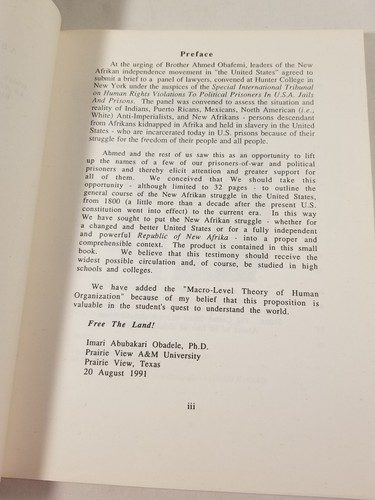 Preface
At the urging of Brother Ahmed Obafemi, leaders of the New
Afrikan independence movement in "the United States" agreed to
submit a brief to a panel of lawyers, convened at Hunter College in
New York under the auspices of the Special International Tribunal
on Human Rights Violations To Political Prisoners In U.S.A. Jails
And Prisons. The panel was convened to assess the situation and
reality of Indians, Puerto Ricans, Mexicans, North American (i.e.,
White) Anti-Imperialists, and New Afrikans - persons descendant
from Afrikans kidnapped in Afrika and held in slavery in the United
States - who are incarcerated today in U.S. prisons because of their
struggle for the freedom of their people and all people.
Ahmed and the rest of us saw this as an opportunity to lift
up the names of a few of our prisoners-of-war and political
prisoners and thereby elicit attention and greater support for
all of them. We conceived that We should take this
opportunity - although limited to 32 pages - to outline the
general course of the New Afrikan struggle in the United States,
from 1800 (a little more than a decade after the present U.S.
constitution went into effect) to the current era. In this way
We have sought to put the New Afrikan struggle - whether for
a changed and better United States or for a fully independent
and powerful Republic of New Afrika - into a proper and
comprehensible context. The product is contained in this small
book. We believe that this testimony should receive the
widest possible circulation and, of course, be studied in high
schools and colleges.
We have added the "Macro-Level Theory of Human
Organization" because of my belief that this proposition is
valuable in the student's quest to understand the world.
Free The Land!
Imari Abubakari Obadele, Ph.D.
Prairie View A&M University
Prairie View, Texas
20 August 1991
iii